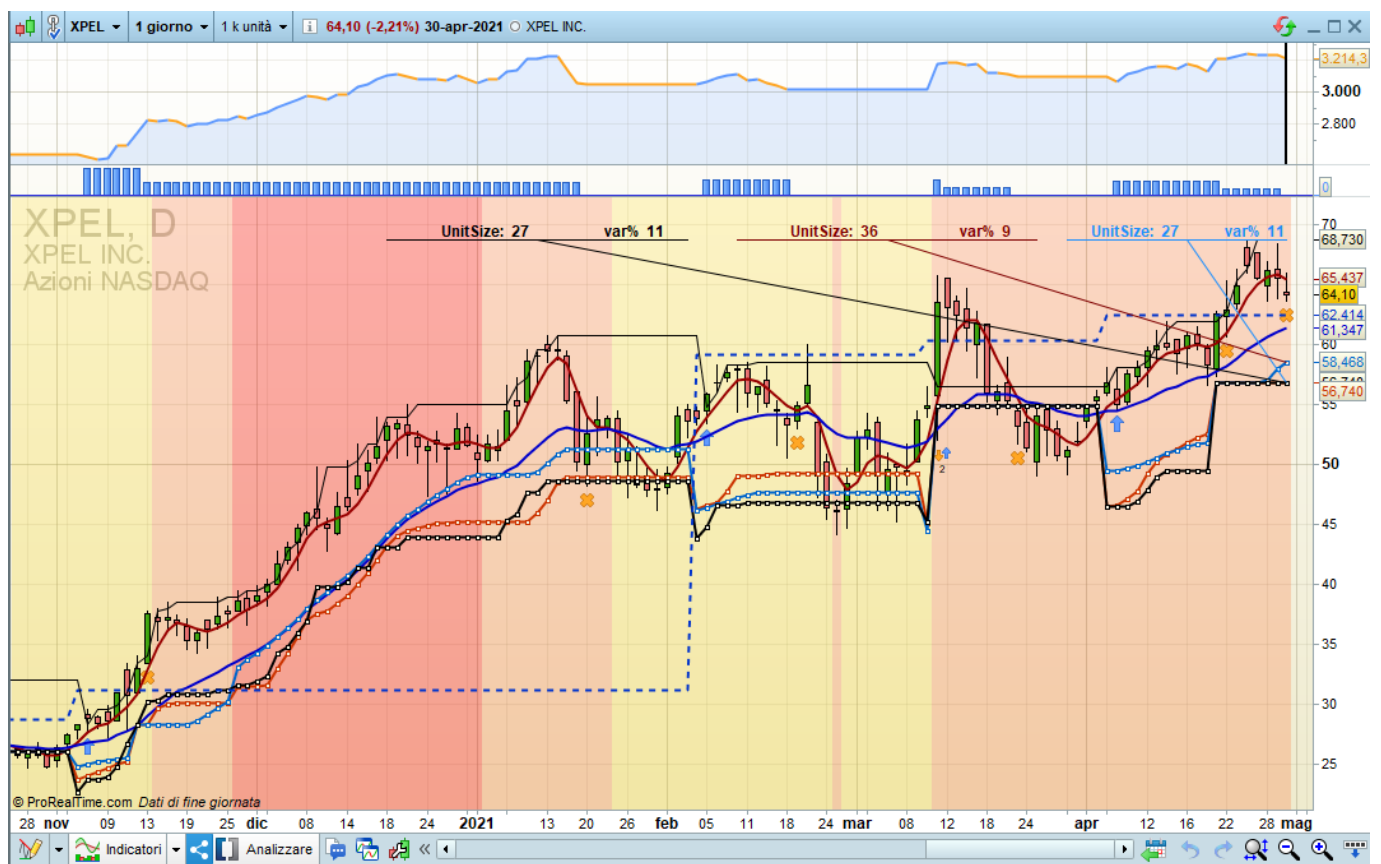 XPEL 1 giorno 1 k unità i 64,10 (-2,21%) 30-apr-2021 XPEL INC.
3.214,3
3.000
2.800
0
XPEL, D
XPEL INC.
Azioni NASDAQ
UnitSize: 27 var% 11
UnitSize: 36 var% 9
UnitSize: 27 var% 11
70
68,730
65,437
64,10
62,414
61,347
60
58,468
56,740
55
50
45
40
35
30
25
2
© ProRealTime.com Dati di fine giornata
28 nov 09 13 19 25 dic 08 14 18 24 2021 13 20 26 feb 05 11 18 24 mar 08 12 18 24 apr 12 16 22 28 mag
Indicatori Analizzare